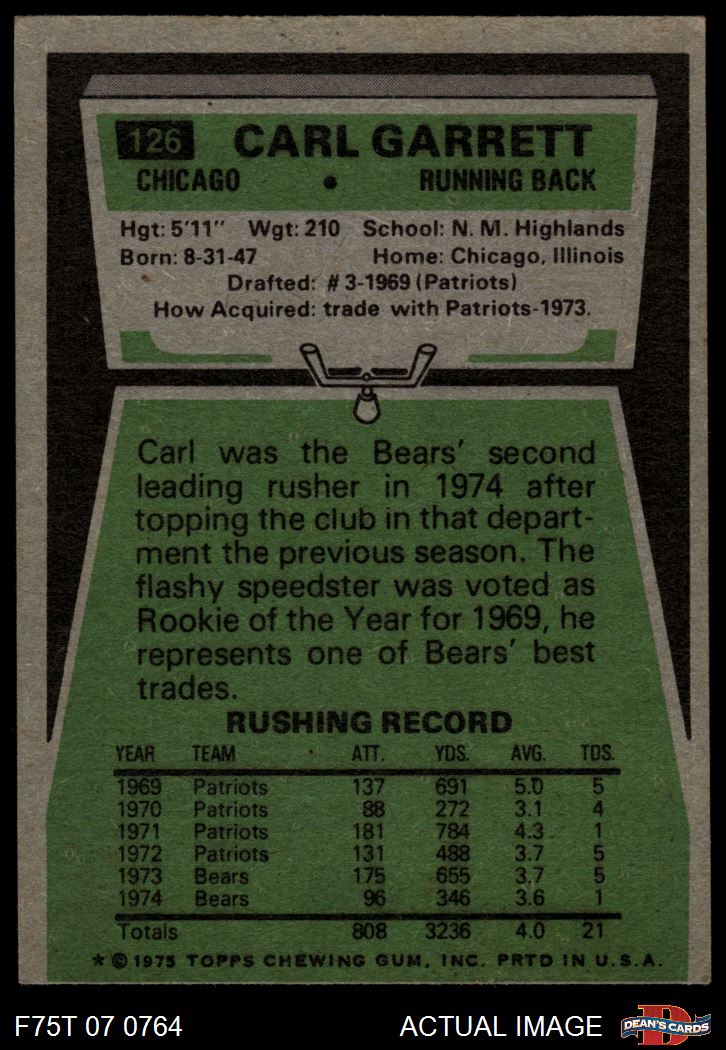 126 CARL GARRETT
CHICAGO • RUNNING BACK
Hgt: 5'11" Wgt: 210 School: N. M. Highlands
Born: 8-31-47 Home: Chicago, Illinois
Drafted: #3-1969 (Patriots)
How Acquired: trade with Patriots-1973.
Carl was the Bears' second
leading rusher in 1974 after
topping the club in that depart-
ment the previous season. The
flashy speedster was voted as
Rookie of the Year for 1969, he
represents one of Bears' best
trades.
RUSHING RECORD
YEAR TEAM ATT. YDS. AVG. TDS.
1969 Patriots 137 691 5.0 5
1970 Patriots 88 272 3.1 4
1971 Patriots 181 784 4.3 1
1972 Patriots 131 488 3.7 5
1973 Bears 175 655 3.7 5
1974 Bears 96 346 3.6 1
Totals 808 3236 4.0 21
* © 1975 TOPPS CHEWING GUM, INC. PRTD IN U.S.A.
F75T 07 0764 ACTUAL IMAGE D DEAN'S CARDS